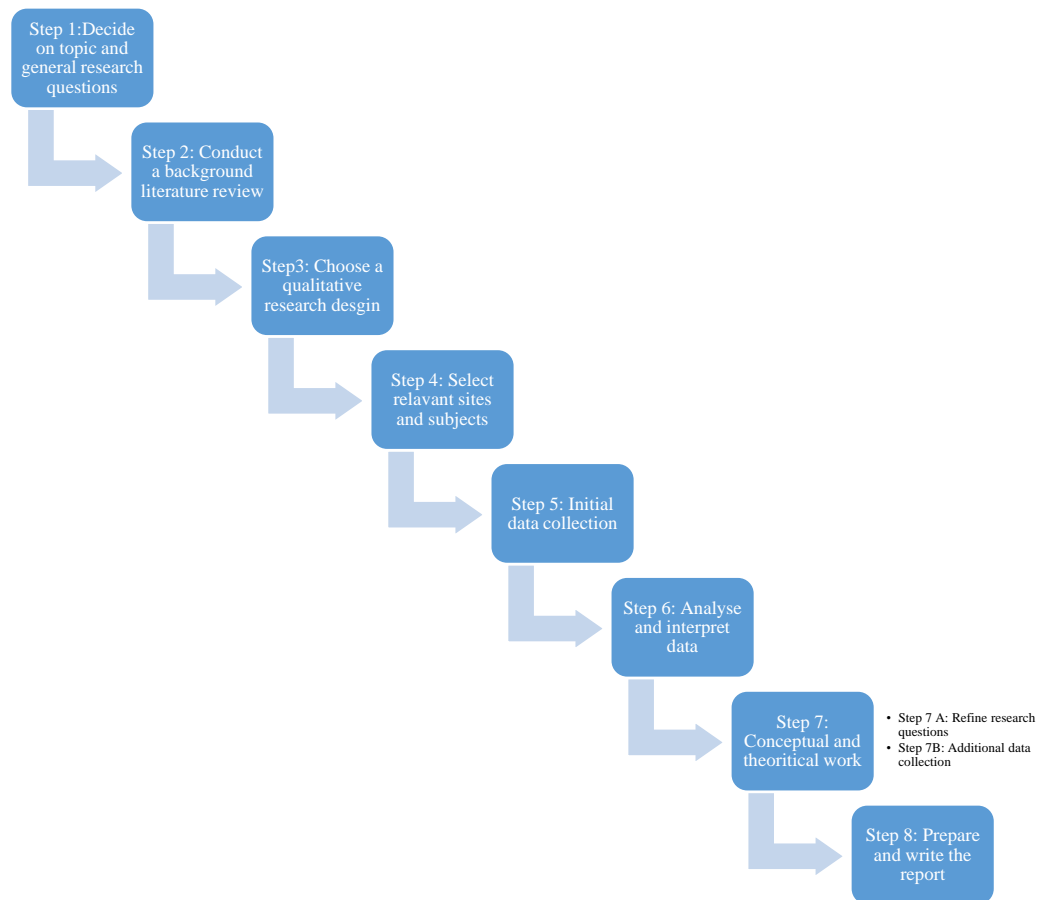 Step 1:Decide
on topic and
general research
questions
Step 2: Conduct
a background
literature review
Step3: Choose a
qualitative
research desgin
Step 4: Select
relavant sites
and subjects
Step 5: Initial
data collection
Step 6: Analyse
and interpret
data
Step 7:
Conceptual and
theoritical work
• Step 7 A: Refine research
questions
• Step 7B: Additional data
collection
Step 8: Prepare
and write the
report